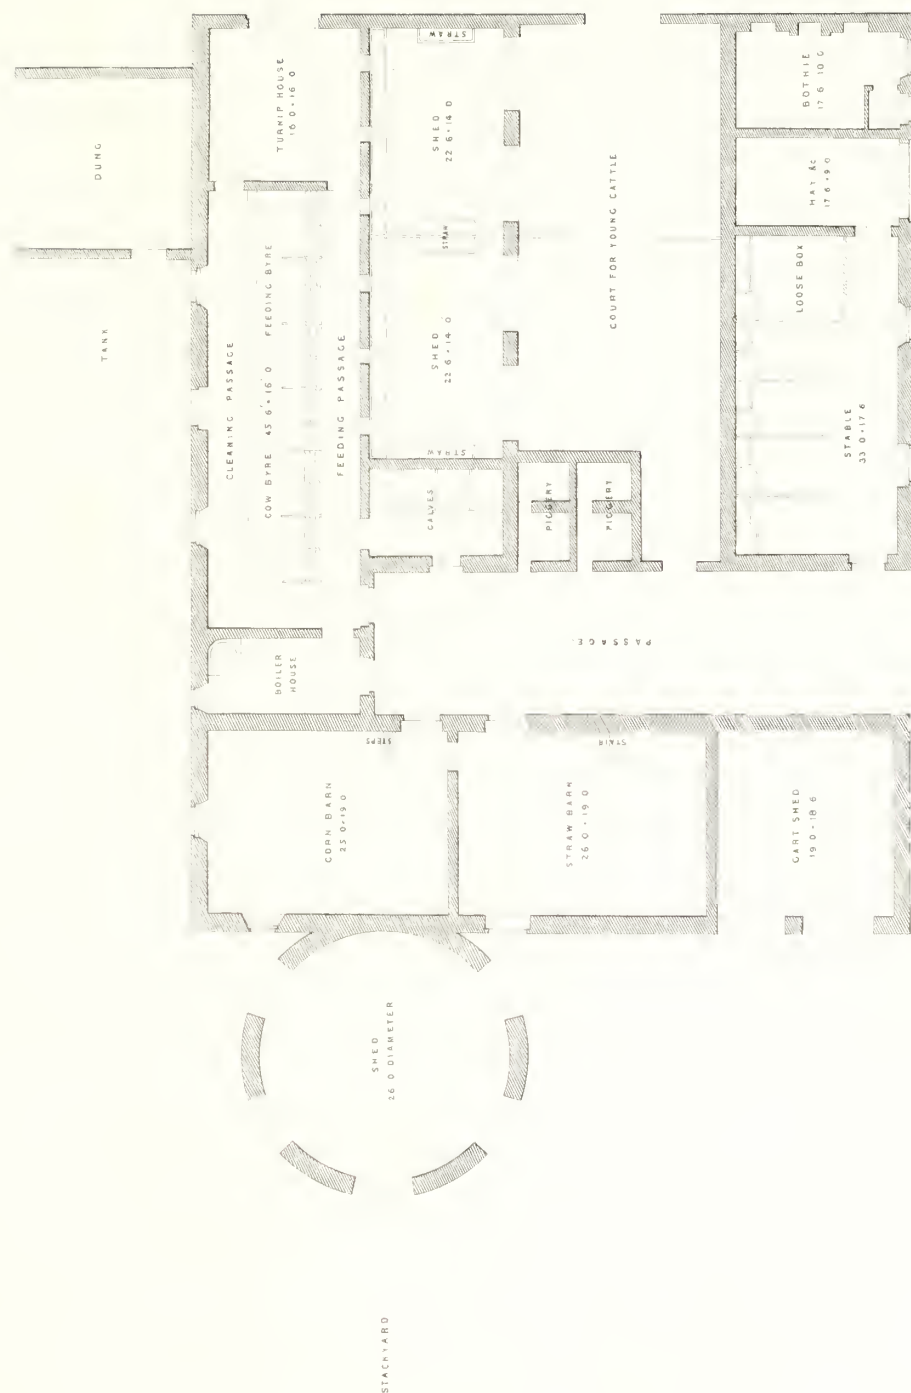 DUNG
TANK
TURNIP HOUSE
16 0 × 16 0
CLEANING PASSAGE
COW BYRE 45 6 × 16 0 FEEDING BYRE
FEEDING PASSAGE
BOILER
HOUSE
STRAW
SHED
22 6 × 14 0
STRAW
SHED
22 6 × 14 0
STRAW
CALVES
PIGGERY
PIGGERY
COURT FOR YOUNG CATTLE
BOTHIE
17 6 10 0
HAY &C
17 6 × 9 0
LOOSE BOX
STABLE
33 0 × 17 6
PASSAGE
STEPS
CORN BARN
25 0 × 19 0
STAIR
STRAW BARN
26 0 × 19 0
CART SHED
19 0 × 18 6
SHED
26 0 DIAMETER
STACKYARD